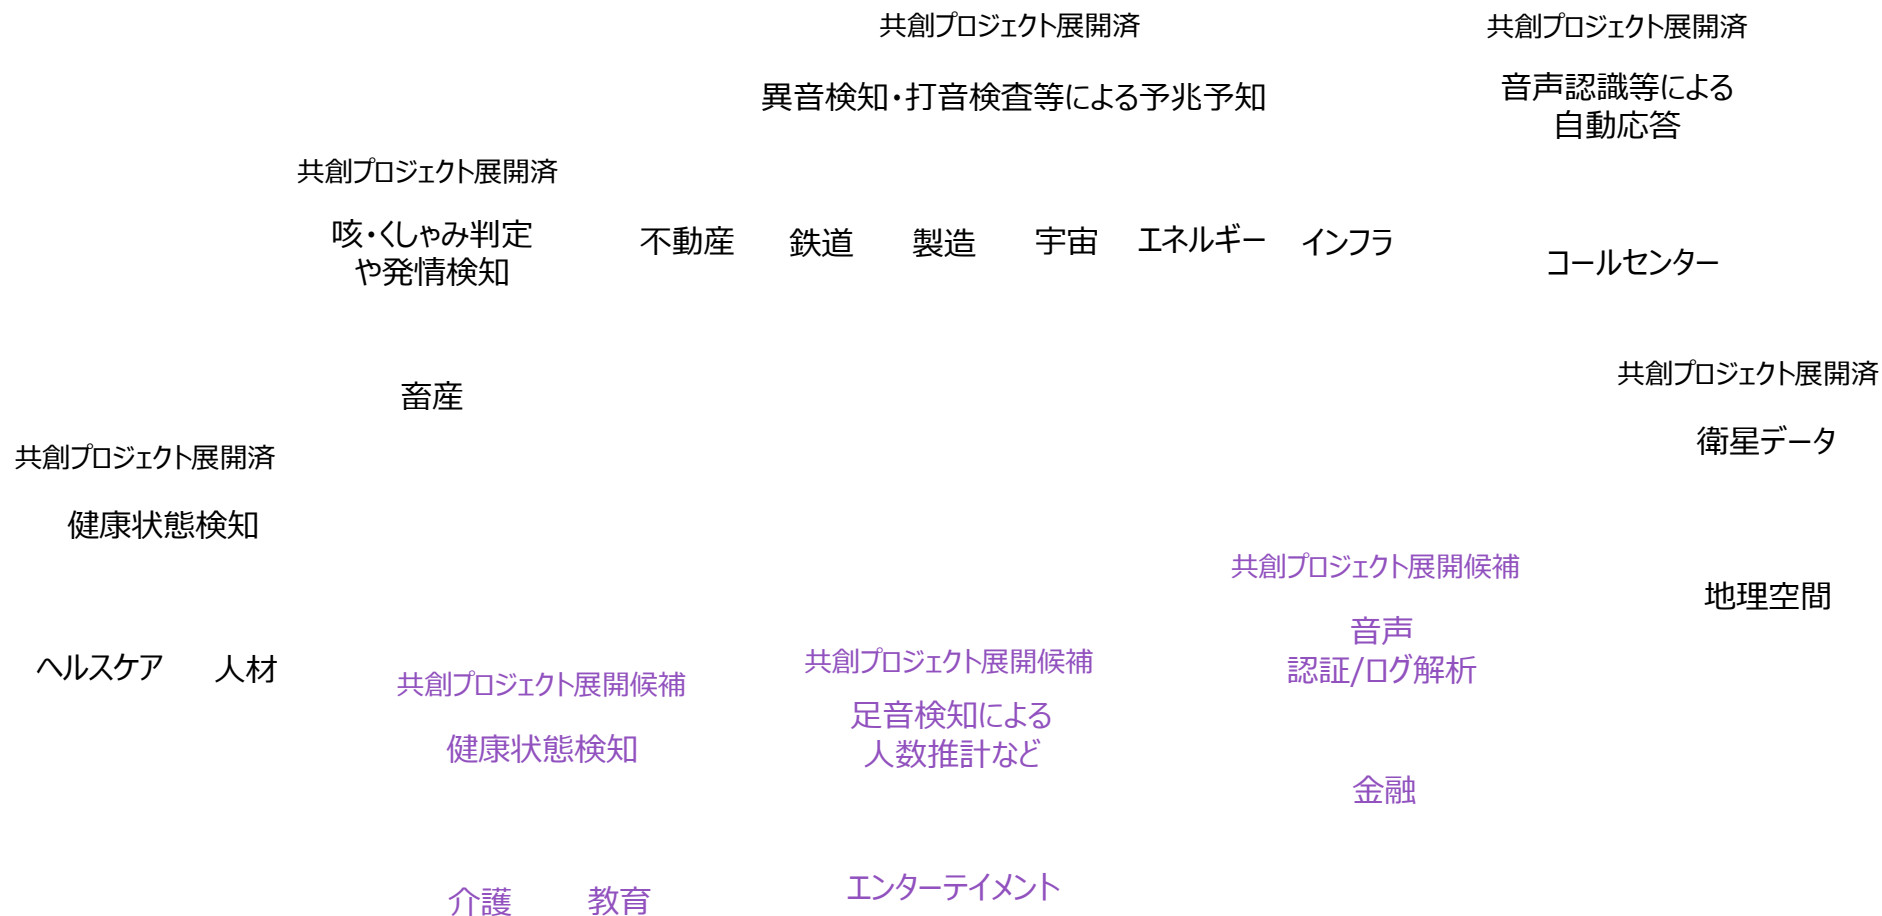 共創プロジェクト展開済
異音検知・打音検査等による予兆予知
共創プロジェクト展開済
音声認識等による
自動応答
共創プロジェクト展開済
咳・くしゃみ判定
や発情検知
不動産
鉄道
製造
宇宙
エネルギー
インフラ
コールセンター
畜産
共創プロジェクト展開済
衛星データ
地理空間
共創プロジェクト展開済
健康状態検知
ヘルスケア
人材
共創プロジェクト展開候補
健康状態検知
介護
教育
共創プロジェクト展開候補
足音検知による
人数推計など
エンターテイメント
共創プロジェクト展開候補
音声
認証/ログ解析
金融